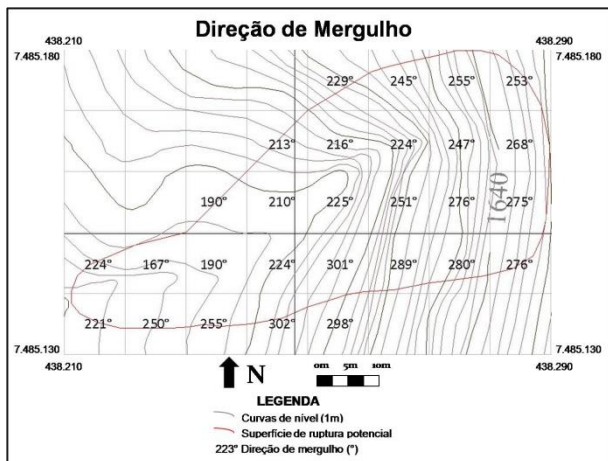 Direção de Mergulho
438.210 438.290
7.485.180 7.485.180
229° 245° 255° 253°
213° 216° 224° 247° 268°
190° 210° 225° 251° 276° 1640 275°
224° 167° 190° 224° 301° 289° 280° 276°
221° 250° 255° 302° 298°
7.485.130 7.485.130
438.210 438.290
N
0m 5m 10m
LEGENDA
Curvas de nível (1m)
Superfície de ruptura potencial
223° Direção de mergulho (°)